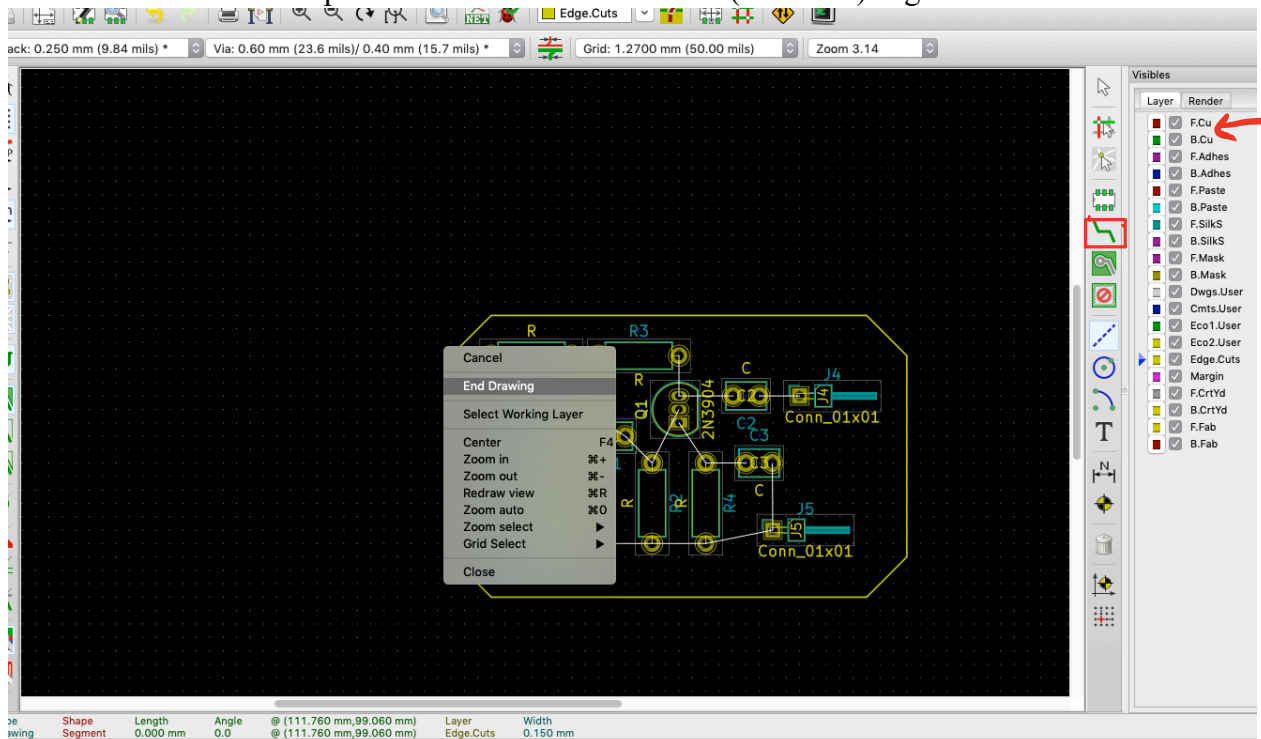 NET
Edge.Cuts
ack: 0.250 mm (9.84 mils) *
Via: 0.60 mm (23.6 mils)/ 0.40 mm (15.7 mils) *
Grid: 1.2700 mm (50.00 mils)
Zoom 3.14
Visibles
Layer Render
F.Cu
B.Cu
F.Adhes
B.Adhes
F.Paste
B.Paste
F.SilkS
B.SilkS
F.Mask
B.Mask
Dwgs.User
Cmts.User
Eco1.User
Eco2.User
Edge.Cuts
Margin
F.CrtYd
B.CrtYd
F.Fab
B.Fab
T
N
R
R3
R
Q1
2N3904
C
C2
C2
J4
J4
Conn_01x01
C3
C3
C
R
R2
R
R4
J5
J5
Conn_01x01
Cancel
End Drawing
Select Working Layer
Center F4
Zoom in ⌘+
Zoom out ⌘-
Redraw view ⌘R
Zoom auto ⌘0
Zoom select
Grid Select
Close
Shape Length Angle @ (111.760 mm,99.060 mm) Layer Width
awing Segment 0.000 mm 0.0 @ (111.760 mm,99.060 mm) Edge.Cuts 0.150 mm